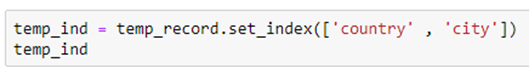 temp_ind = temp_record.set_index(['country' , 'city'])
temp_ind